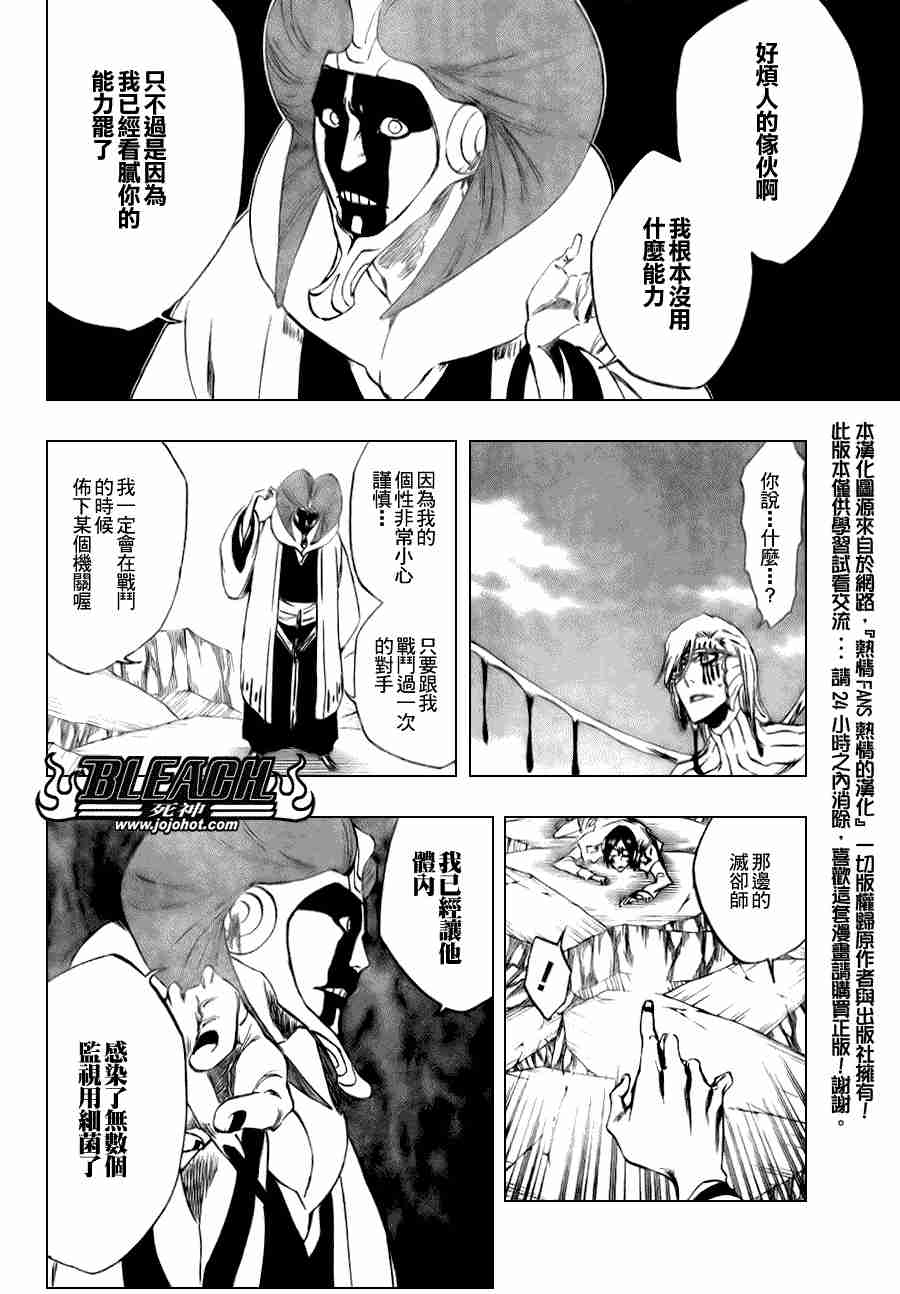 好煩人的傢伙啊
我根本沒用
什麼能力
只不過是因為
我已經看膩你的
能力罷了
你說…什麼…?
因為我的
個性非常小心
謹慎…
只要跟我
戰鬥過一次
的對手
我一定會在戰鬥
的時候
佈下某個機關喔
那邊的
滅卻師
!
我已經讓他
體內
感染了無數個
監視用細菌了
BLEACH
死神
www.jojohot.com
本漢化圖源來自於網路,『熱情FANS 熱情的漢化』一切版權歸原作者與出版社擁有!
此版本僅供學習試看交流... 請 24 小時之內消除,喜歡這套漫畫請購買正版!謝謝。